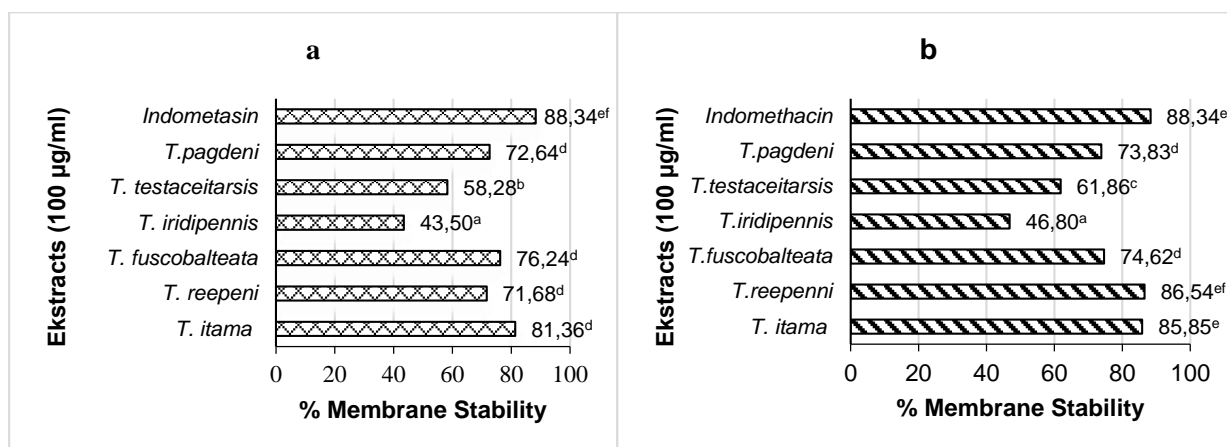 a
Ekstracts (100 µg/ml)
Indometasin 88,34ᵉᶠ
T.pagdeni 72,64ᵈ
T. testaceitarsis 58,28ᵇ
T. iridipennis 43,50ᵃ
T. fuscobalteata 76,24ᵈ
T. reepeni 71,68ᵈ
T. itama 81,36ᵈ
0 20 40 60 80 100
% Membrane Stability
b
Ekstracts (100 µg/ml)
Indomethacin 88,34ᵉ
T.pagdeni 73,83ᵈ
T.testaceitarsis 61,86ᶜ
T.iridipennis 46,80ᵃ
T.fuscobalteata 74,62ᵈ
T.reepenni 86,54ᵉᶠ
T. itama 85,85ᵉ
0 20 40 60 80 100
% Membrane Stability